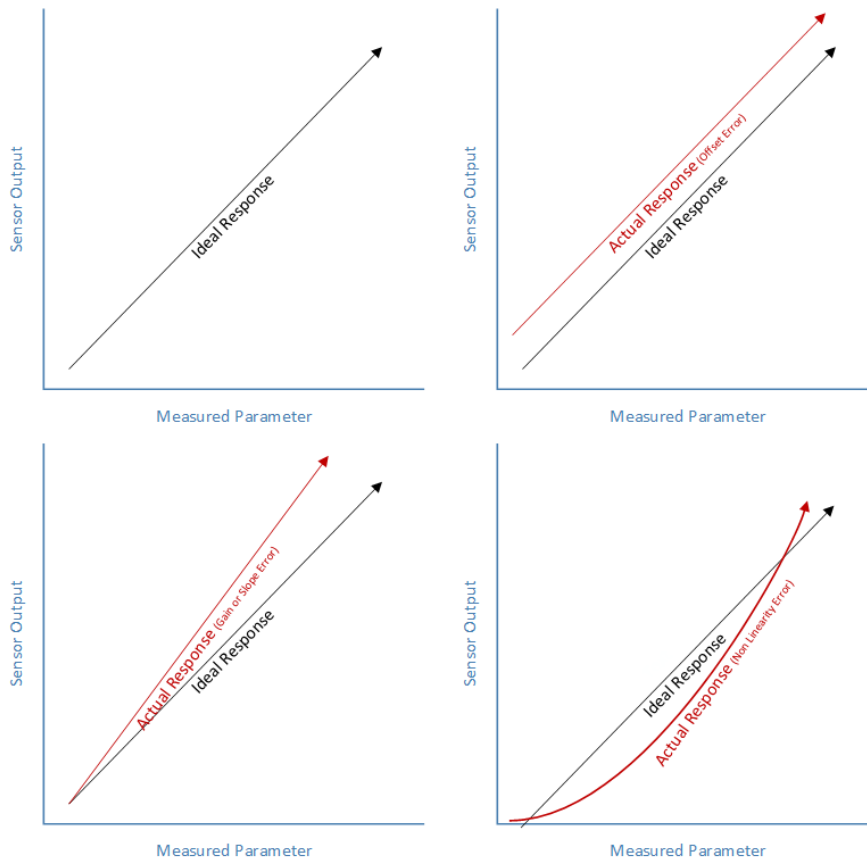 Sensor Output
Ideal Response
Measured Parameter
Sensor Output
Actual Response (Offset Error)
Ideal Response
Measured Parameter
Sensor Output
Actual Response (Gain or Slope Error)
Ideal Response
Measured Parameter
Sensor Output
Ideal Response
Actual Response (Non Linearity Error)
Measured Parameter